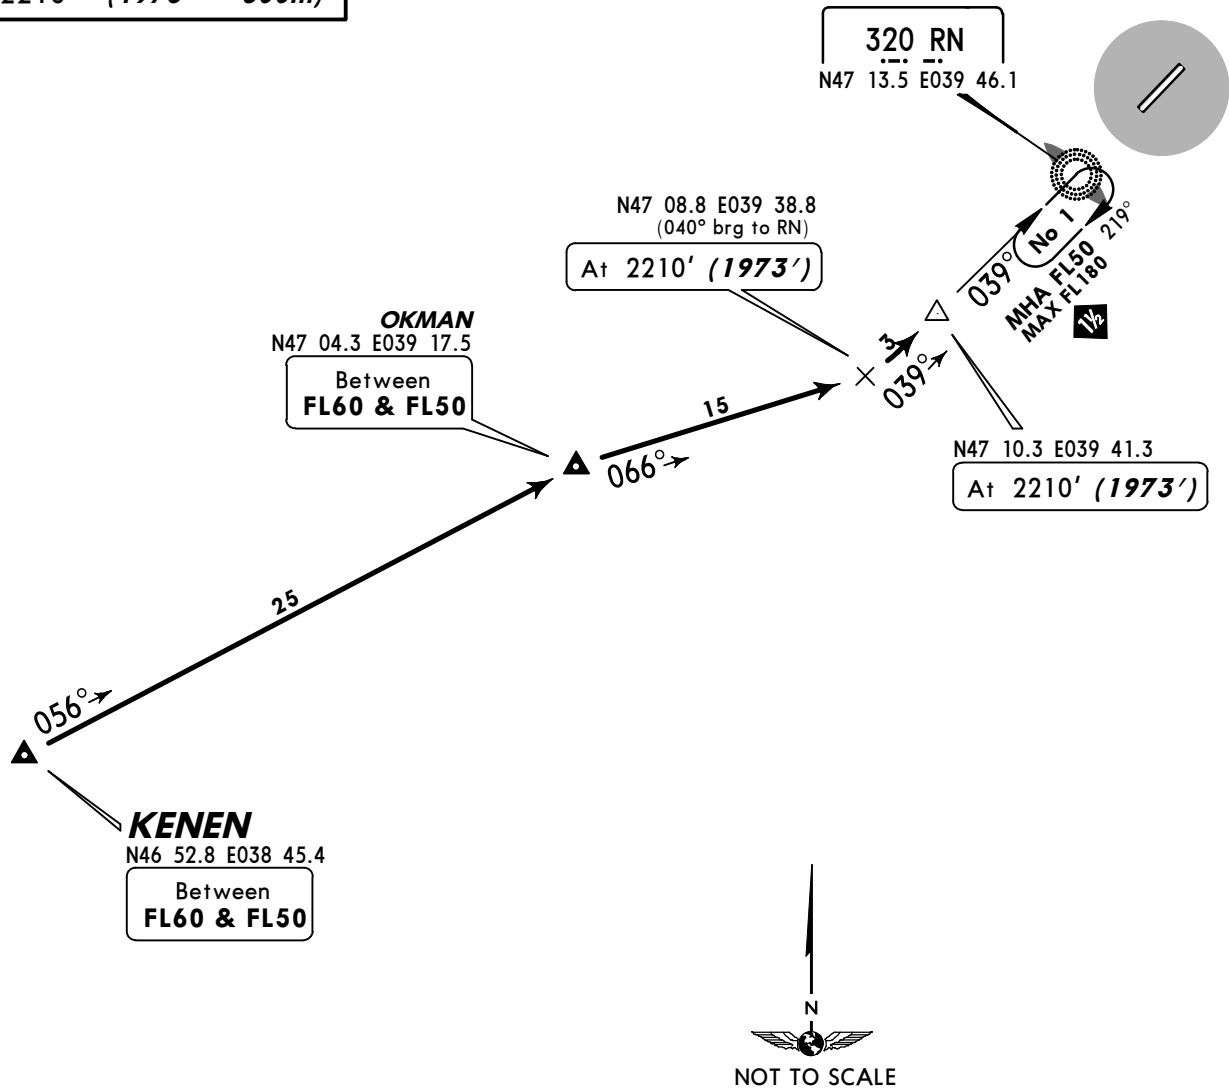 320 RN
N47 13.5 E039 46.1
N47 08.8 E039 38.8
(040° brg to RN)
At 2210' (1973')
No 1
219°
039°
MHA FL50
MAX FL180
1½
OKMAN
N47 04.3 E039 17.5
Between
FL60 & FL50
3
039°
15
066°
N47 10.3 E039 41.3
At 2210' (1973')
25
056°
KENEN
N46 52.8 E038 45.4
Between
FL60 & FL50
N
NOT TO SCALE